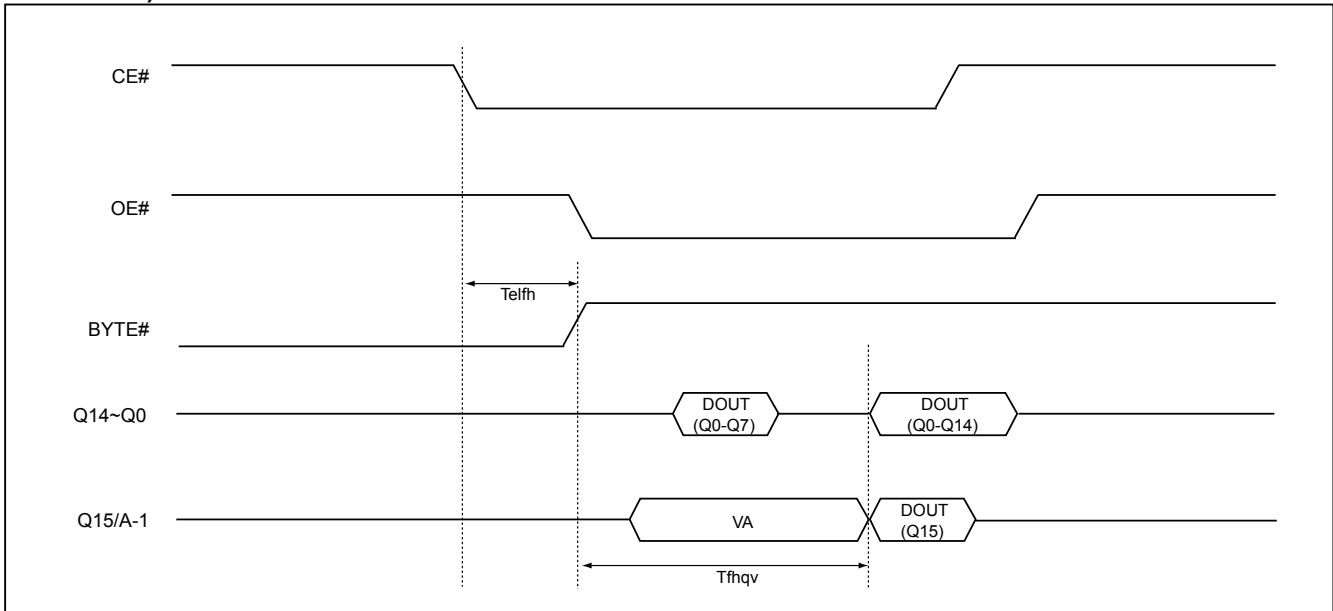 CE#
OE#
Telfh
BYTE#
Q14~Q0
DOUT
(Q0-Q7)
DOUT
(Q0-Q14)
Q15/A-1
VA
DOUT
(Q15)
Tfhqv